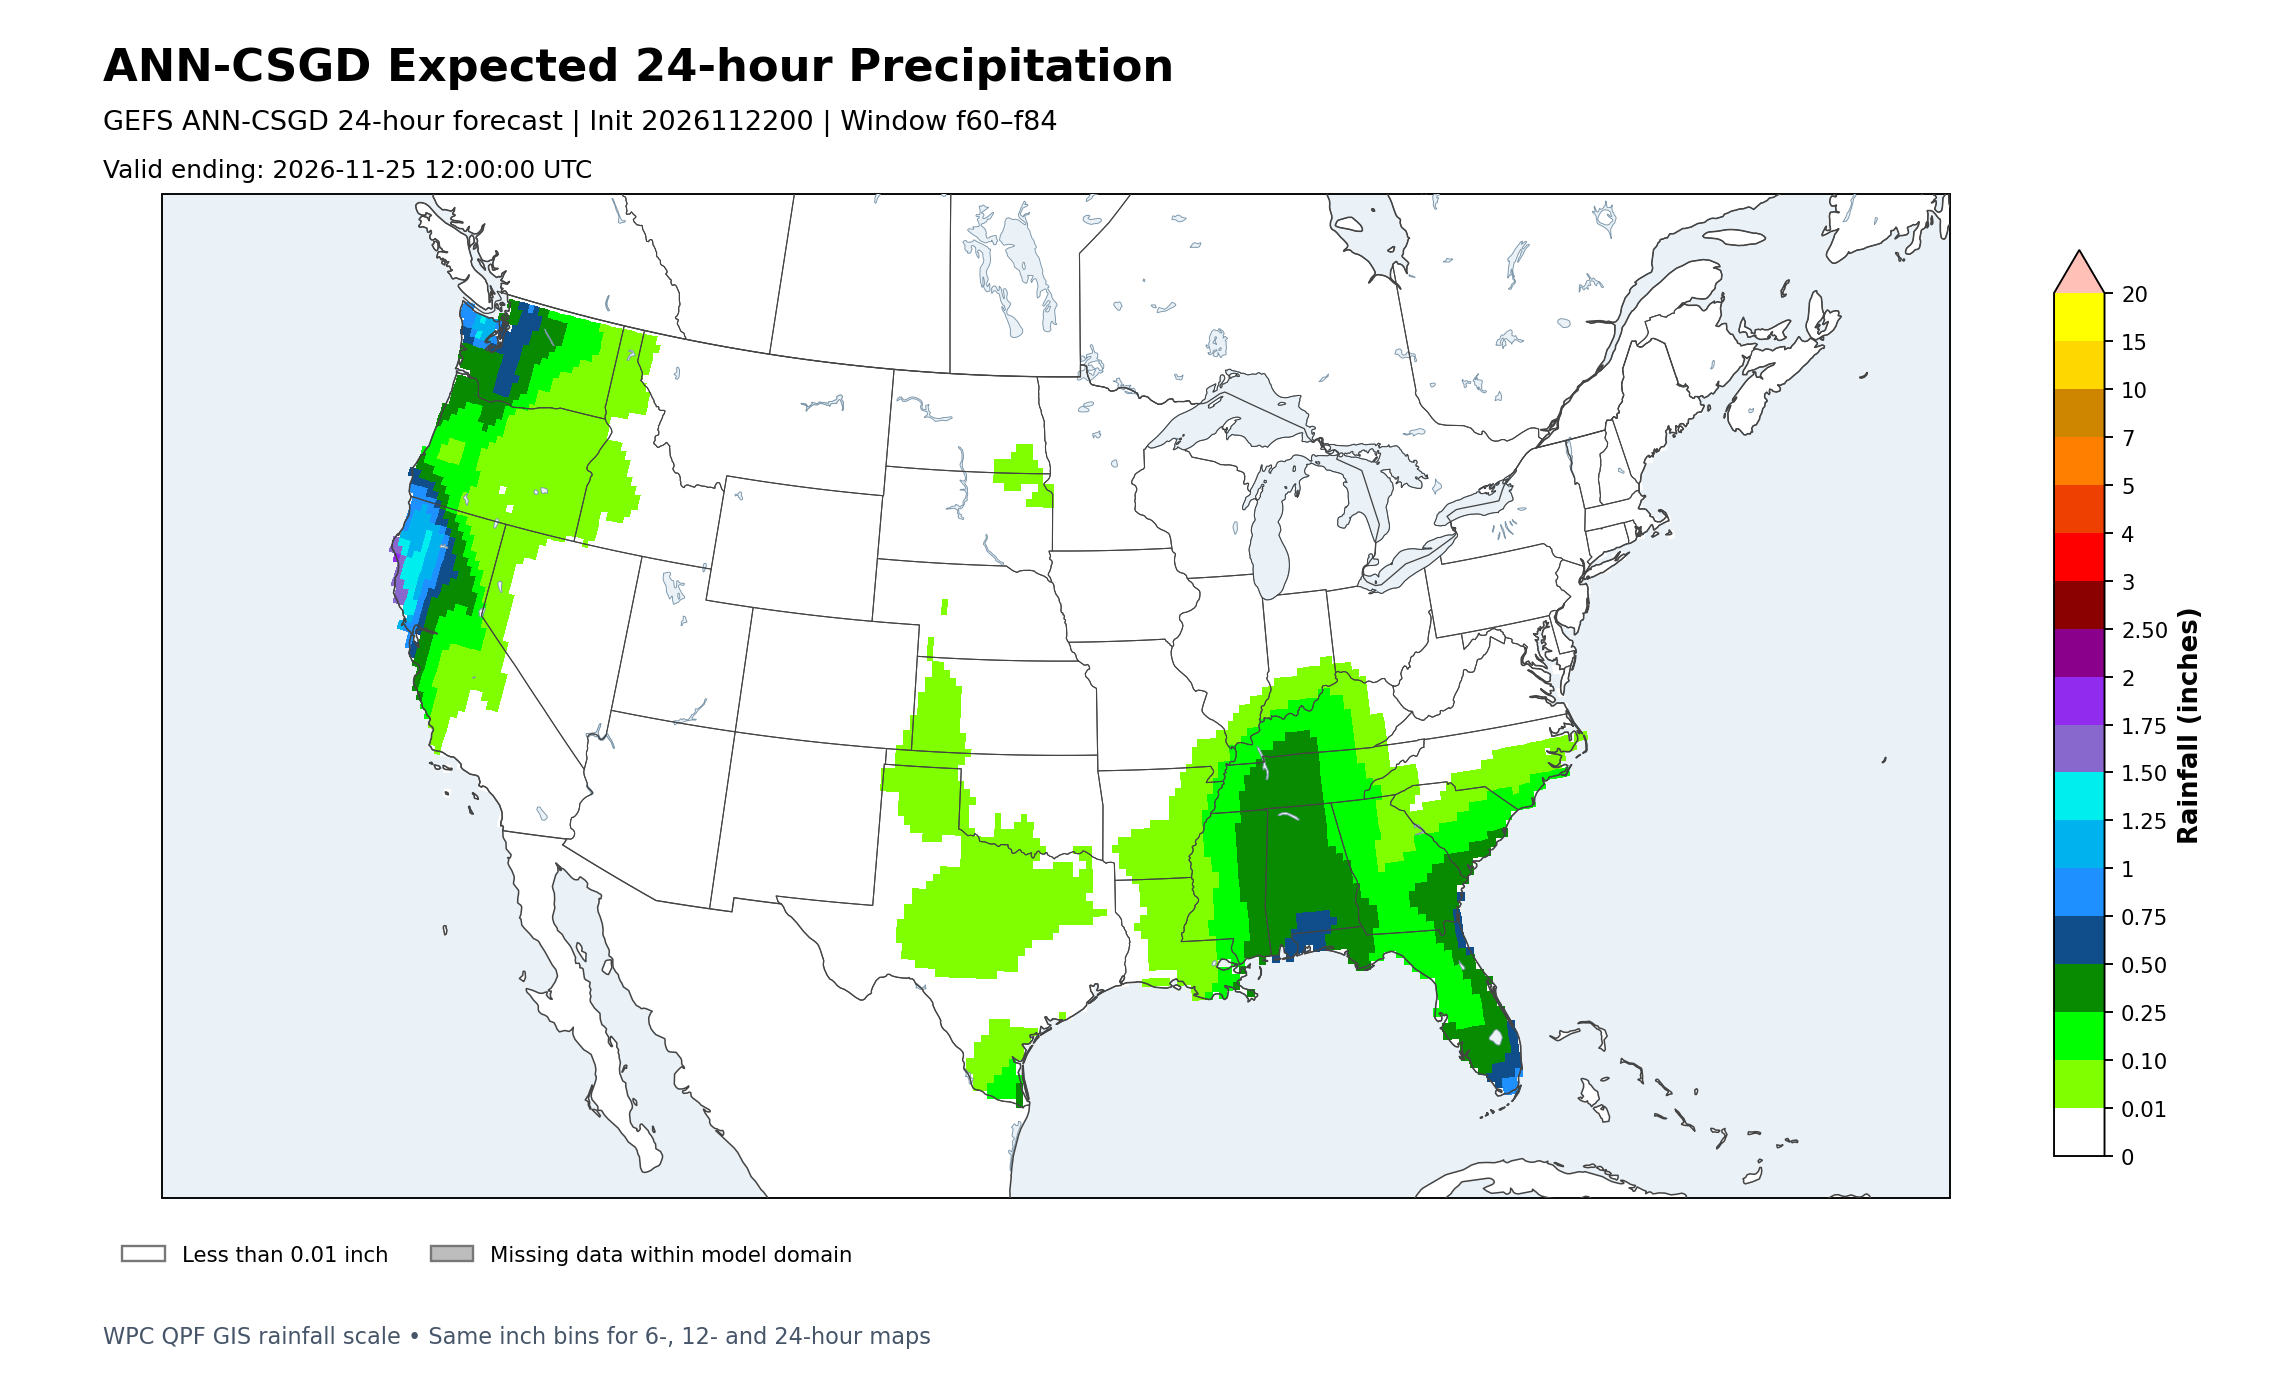 ANN-CSGD Expected 24-hour Precipitation
GEFS ANN-CSGD 24-hour forecast | Init 2026112200 | Window f60–f84
Valid ending: 2026-11-25 12:00:00 UTC
20
15
10
7
5
4
3
2.50
2
1.75
1.50
1.25
1
0.75
0.50
0.25
0.10
0.01
0
Rainfall (inches)
Less than 0.01 inch
Missing data within model domain
WPC QPF GIS rainfall scale • Same inch bins for 6-, 12- and 24-hour maps